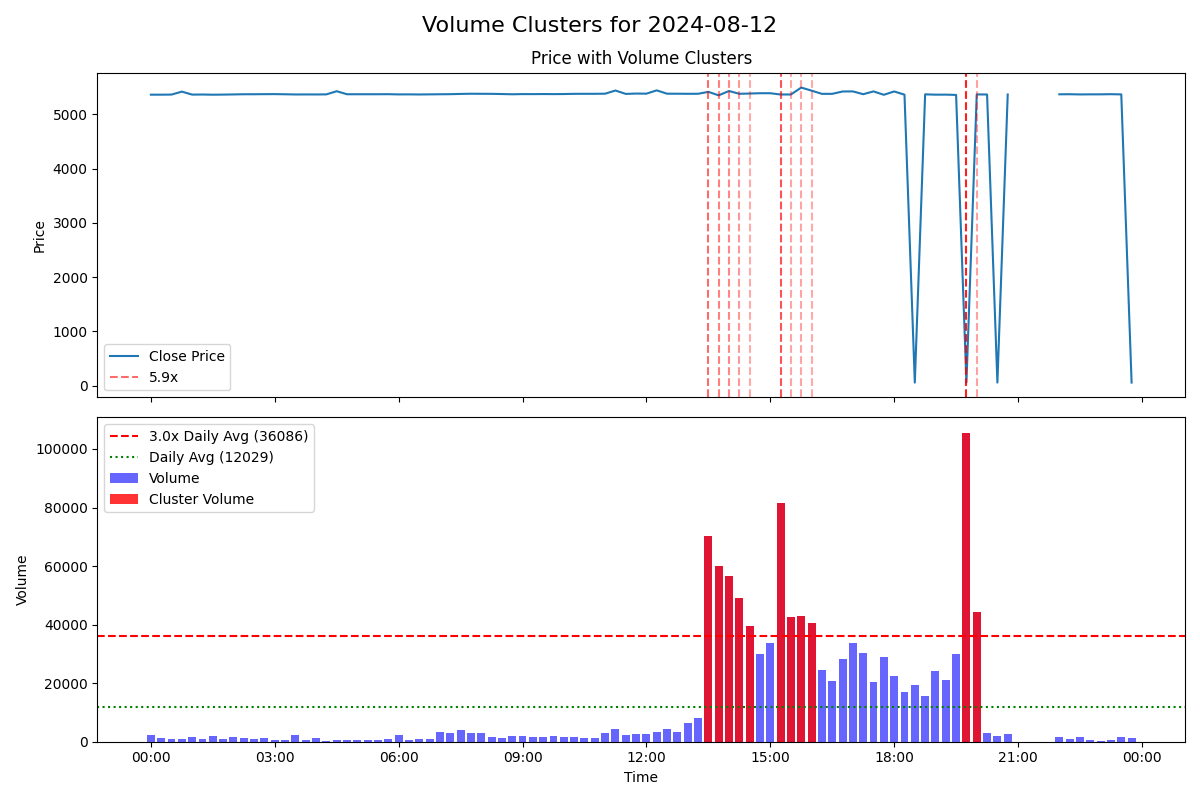 Volume Clusters for 2024-08-12
Price with Volume Clusters
Price
5000
4000
3000
2000
1000
0
Close Price
5.9x
Volume
100000
80000
60000
40000
20000
0
3.0x Daily Avg (36086)
Daily Avg (12029)
Volume
Cluster Volume
00:00 03:00 06:00 09:00 12:00 15:00 18:00 21:00 00:00
Time